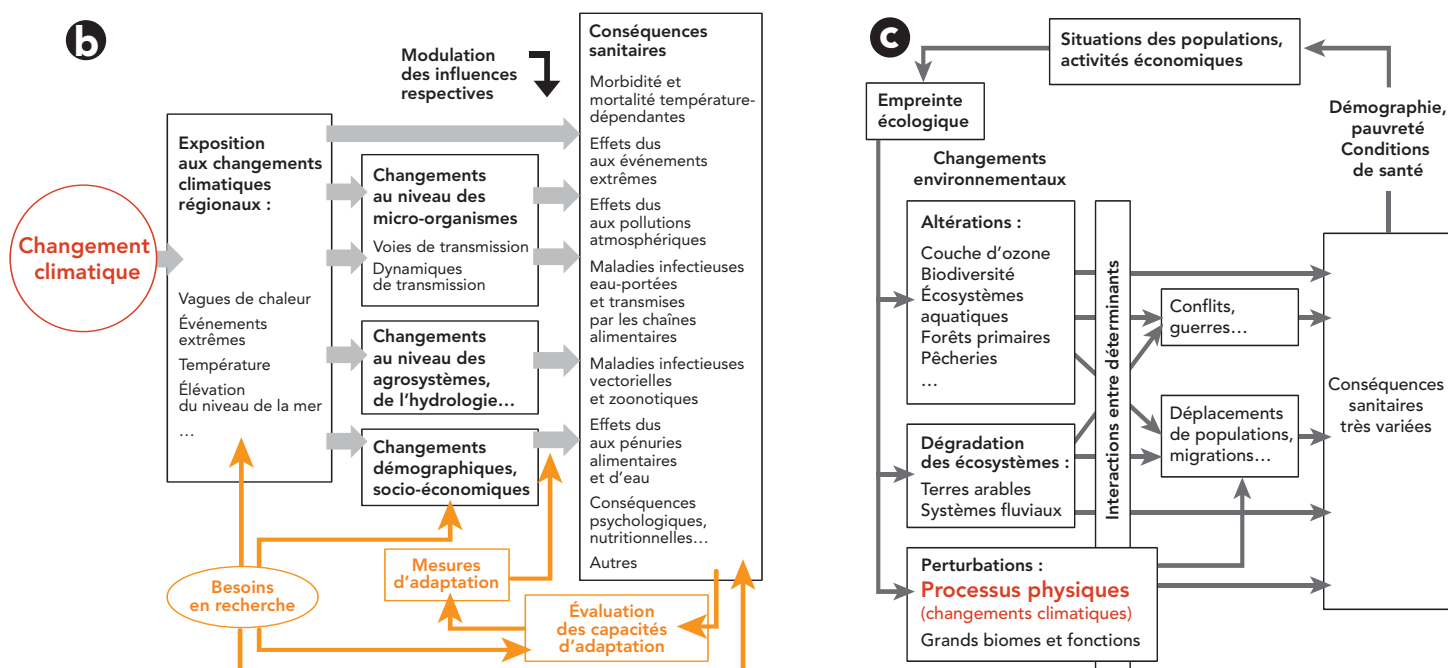 b
Modulation
des influences
respectives
Changement
climatique
Exposition
aux changements
climatiques
régionaux :
Vagues de chaleur
Événements
extrêmes
Température
Élévation
du niveau de la mer
…
Changements
au niveau des
micro-organismes
Voies de transmission
Dynamiques
de transmission
Changements
au niveau des
agrosystèmes,
de l'hydrologie…
Changements
démographiques,
socio-économiques
Conséquences
sanitaires
Morbidité et
mortalité température-
dépendantes
Effets dus
aux événements
extrêmes
Effets dus
aux pollutions
atmosphériques
Maladies infectieuses
eau-portées
et transmises
par les chaînes
alimentaires
Maladies infectieuses
vectorielles
et zoonotiques
Effets dus
aux pénuries
alimentaires
et d'eau
Conséquences
psychologiques,
nutritionnelles…
Autres
Besoins
en recherche
Mesures
d'adaptation
Évaluation
des capacités
d'adaptation
c
Situations des populations,
activités économiques
Empreinte
écologique
Démographie,
pauvreté
Conditions
de santé
Changements
environnementaux
Altérations :
Couche d'ozone
Biodiversité
Écosystèmes
aquatiques
Forêts primaires
Pêcheries
…
Dégradation
des écosystèmes :
Terres arables
Systèmes fluviaux
Perturbations :
Processus physiques
(changements climatiques)
Grands biomes et fonctions
Interactions entre déterminants
Conflits,
guerres…
Déplacements
de populations,
migrations…
Conséquences
sanitaires
très variées